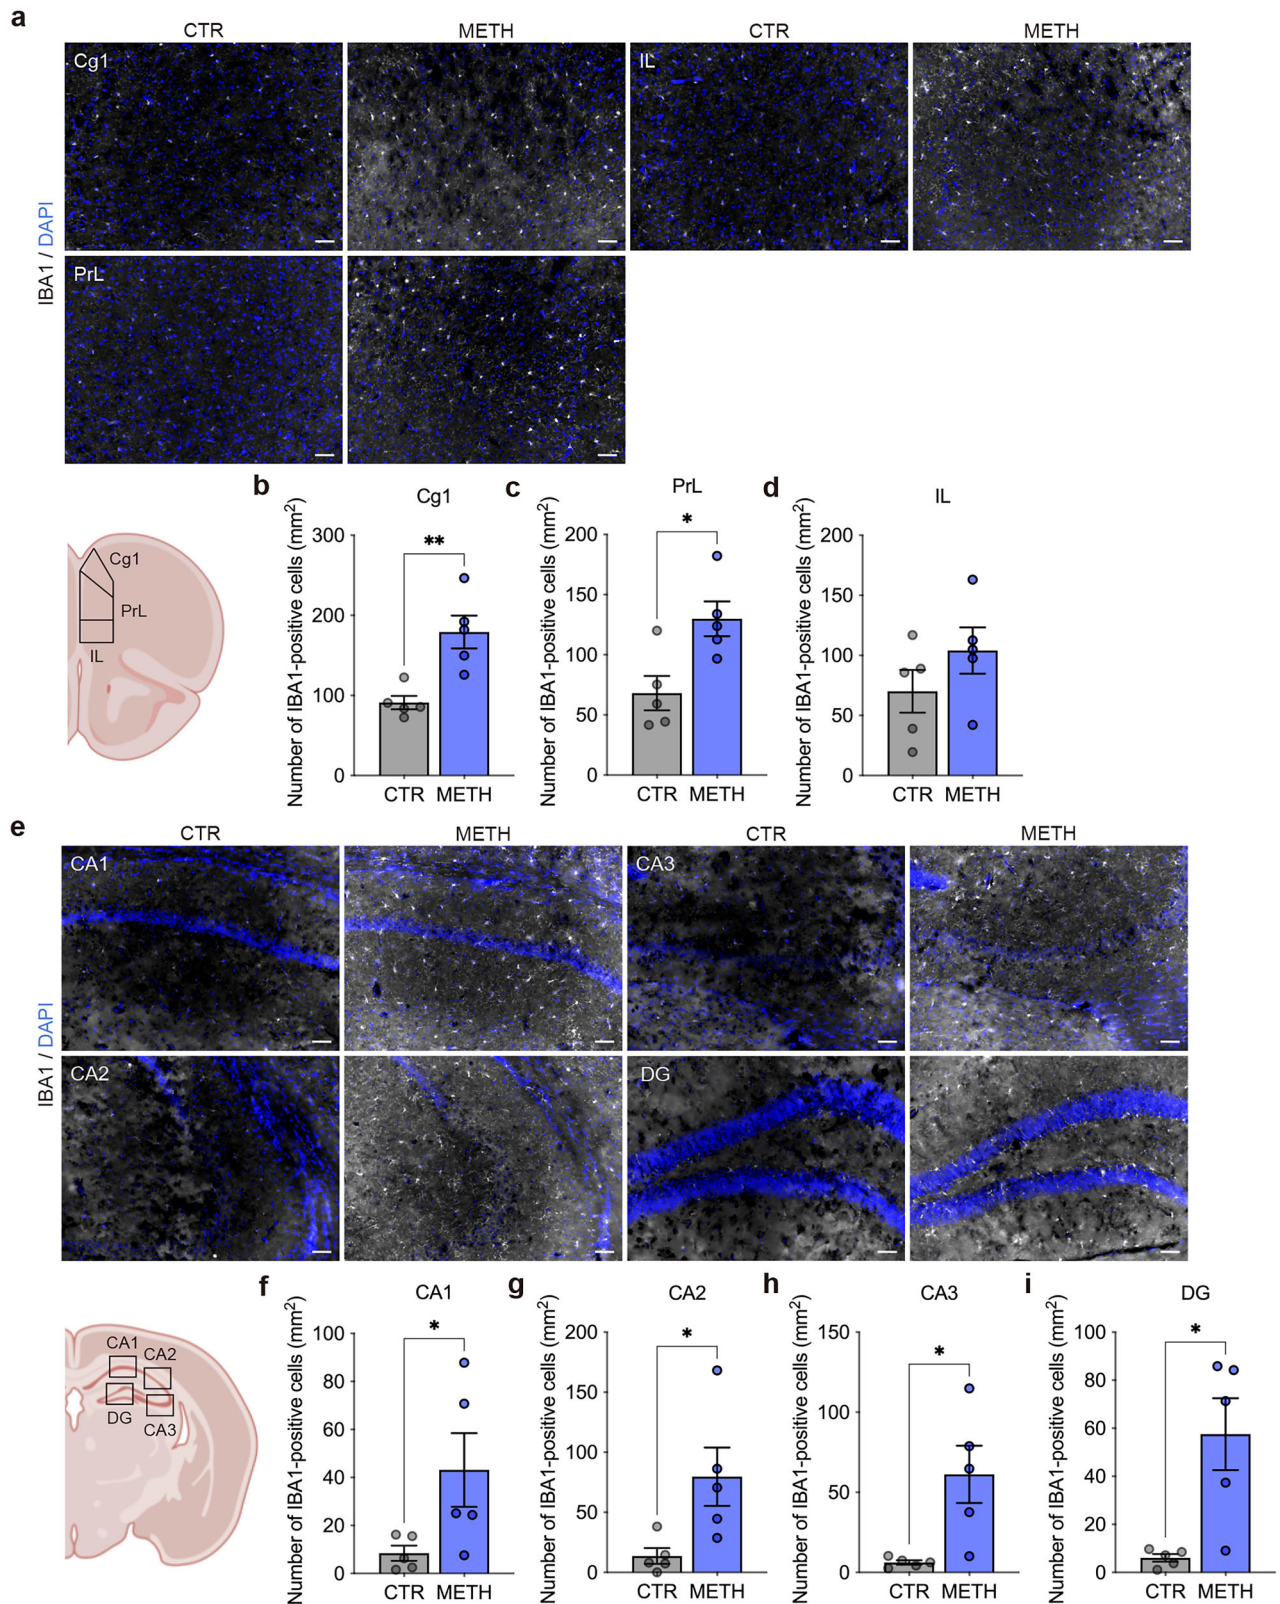 a
CTR METH CTR METH
Cg1 IL
PrL
IBA1 / DAPI
b Cg1
c PrL
d IL
Cg1
PrL
IL
Number of IBA1-positive cells (mm2)
300
200
100
0
**
CTR METH
Number of IBA1-positive cells (mm2)
200
150
100
50
0
*
CTR METH
Number of IBA1-positive cells (mm2)
200
150
100
50
0
CTR METH
e
CTR METH CTR METH
CA1 CA3
CA2 DG
IBA1 / DAPI
f CA1
g CA2
h CA3
i DG
CA1
CA2
DG
CA3
Number of IBA1-positive cells (mm2)
100
80
60
40
20
0
*
CTR METH
Number of IBA1-positive cells (mm2)
200
150
100
50
0
*
CTR METH
Number of IBA1-positive cells (mm2)
150
100
50
0
*
CTR METH
Number of IBA1-positive cells (mm2)
100
80
60
40
20
0
*
CTR METH